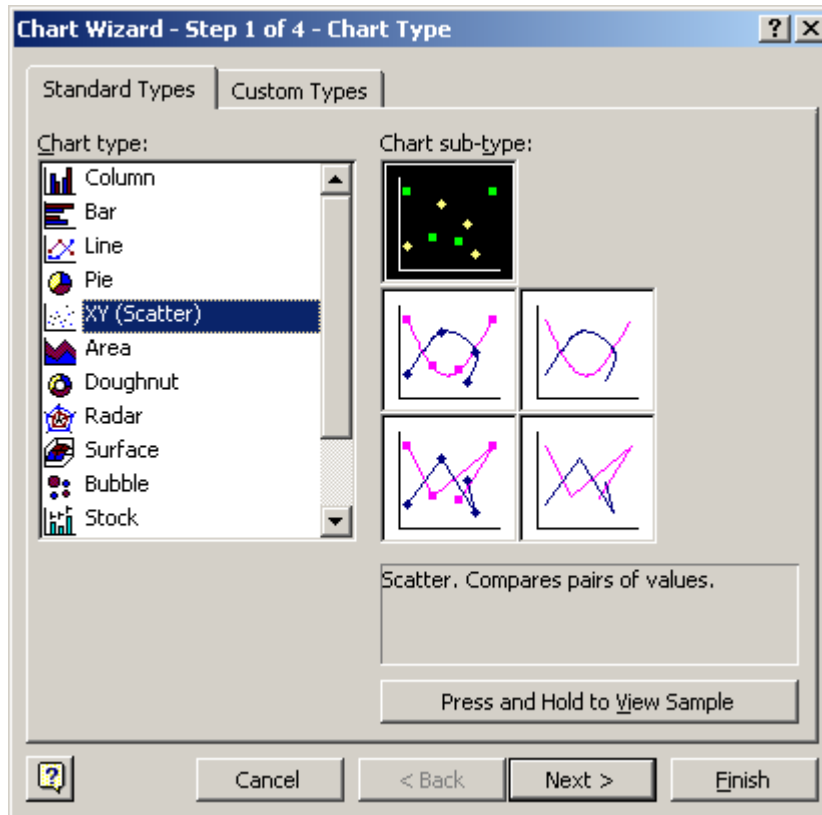 Chart Wizard - Step 1 of 4 - Chart Type
Standard Types
Custom Types
Chart type:
Column
Bar
Line
Pie
XY (Scatter)
Area
Doughnut
Radar
Surface
Bubble
Stock
Chart sub-type:
Scatter. Compares pairs of values.
Press and Hold to View Sample
Cancel
< Back
Next >
Finish